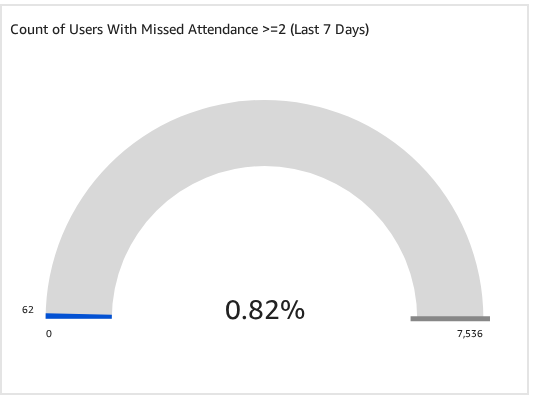 Count of Users With Missed Attendance >=2 (Last 7 Days)
0.82%
62
0
7,536